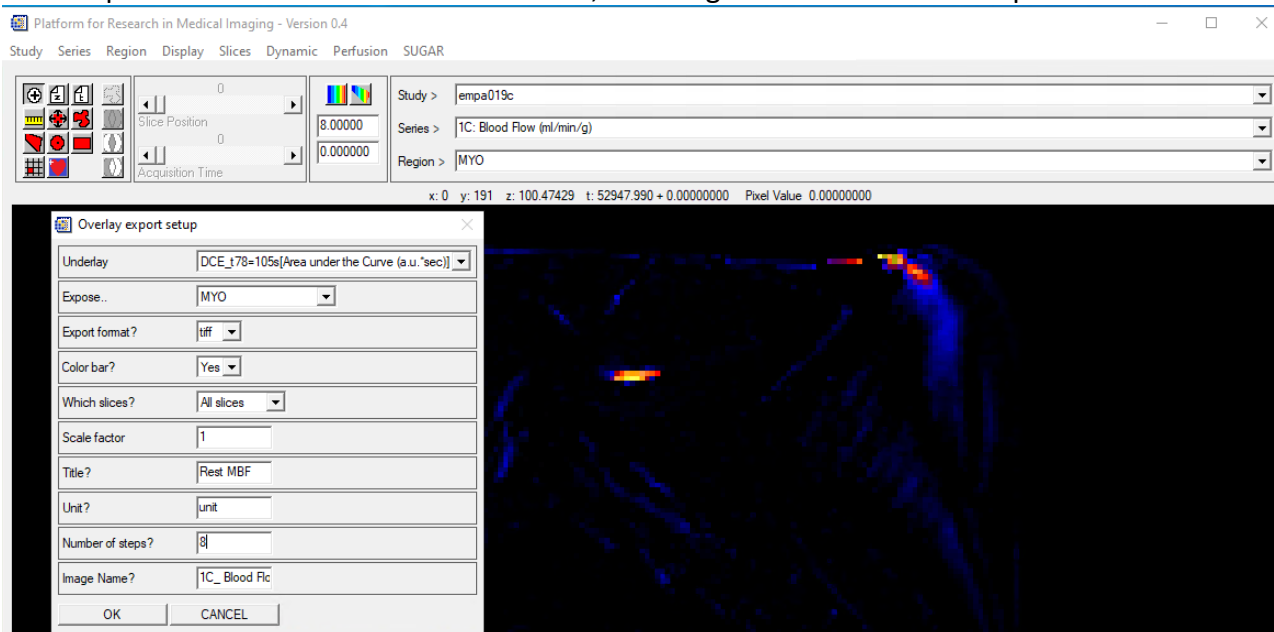 Platform for Research in Medical Imaging - Version 0.4
Study Series Region Display Slices Dynamic Perfusion SUGAR
0
Slice Position
0
Acquisition Time
8.00000
0.000000
Study > empa019c
Series > 1C: Blood Flow (ml/min/g)
Region > MYO
x: 0 y: 191 z: 100.47429 t: 52947.990 + 0.00000000 Pixel Value 0.00000000
Overlay export setup
Underlay DCE_t78=105s[Area under the Curve (a.u.*sec)]
Expose.. MYO
Export format? tiff
Color bar? Yes
Which slices? All slices
Scale factor 1
Title? Rest MBF
Unit? unit
Number of steps? 8
Image Name? 1C_ Blood Flo
OK CANCEL